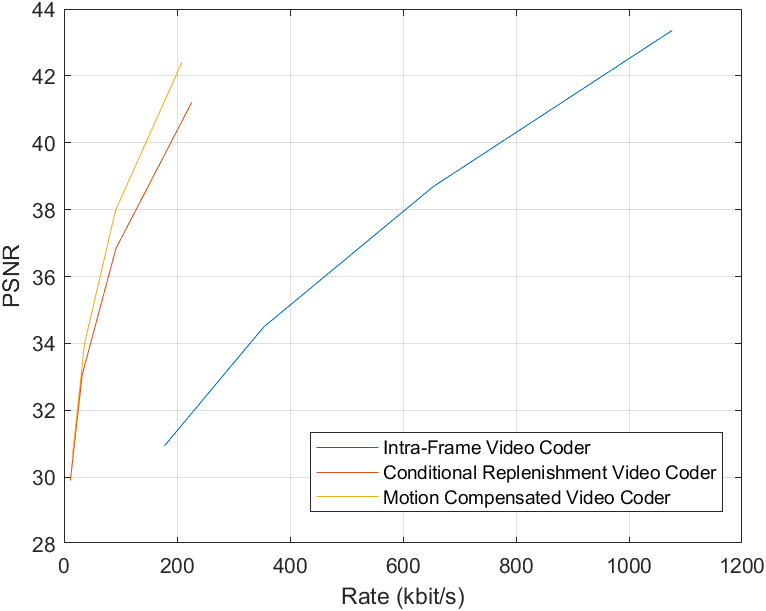 44
42
40
38
36
34
32
30
28
PSNR
Intra-Frame Video Coder
Conditional Replenishment Video Coder
Motion Compensated Video Coder
0 200 400 600 800 1000 1200
Rate (kbit/s)